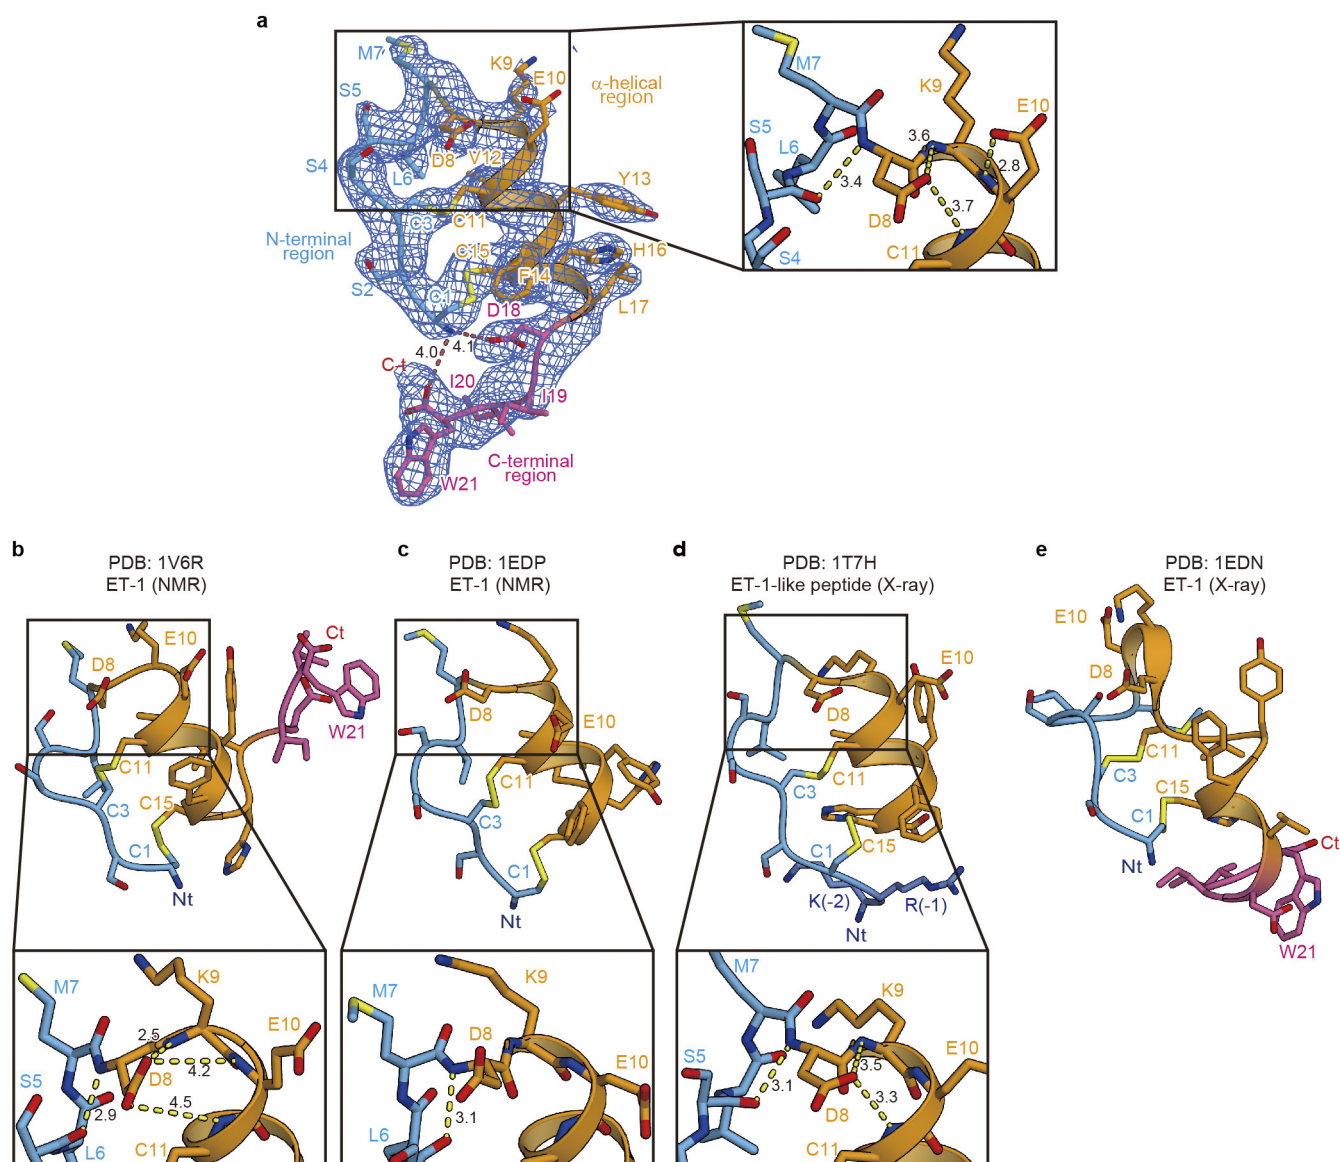 a
M7
K9
E10
α-helical
region
S5
D8
V12
S4
L6
Y13
C3
C11
N-terminal
region
C15
H16
F14
S2
C1
L17
D18
4.0
4.1
C-t
I20
I19
C-terminal
region
W21
M7
K9
E10
S5
L6
3.6
2.8
3.4
D8
3.7
S4
C11
b
PDB: 1V6R
ET-1 (NMR)
E10
Ct
D8
W21
C11
C3
C15
C1
Nt
M7
K9
E10
2.5
S5
D8
4.2
2.9
4.5
L6
C11
c
PDB: 1EDP
ET-1 (NMR)
D8
E10
C11
C3
C1
Nt
M7
K9
D8
E10
3.1
L6
d
PDB: 1T7H
ET-1-like peptide (X-ray)
E10
D8
C11
C3
C1
C15
K(-2)
R(-1)
Nt
M7
K9
S5
E10
3.1
3.5
3.3
D8
C11
e
PDB: 1EDN
ET-1 (X-ray)
E10
D8
C11
C3
C15
C1
Ct
Nt
W21